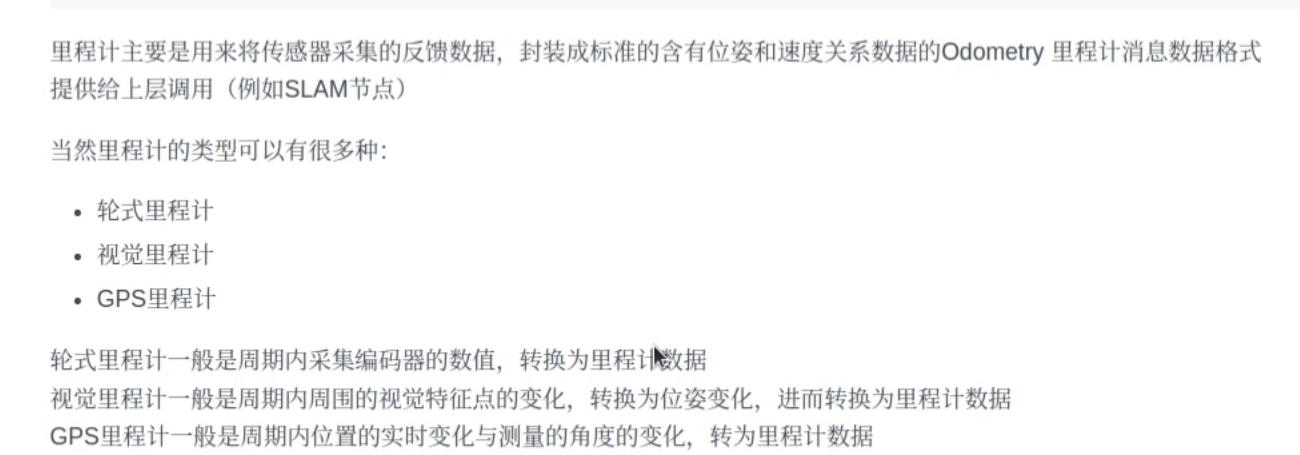 里程计主要是用来将传感器采集的反馈数据，封装成标准的含有位姿和速度关系数据的Odometry 里程计消息数据格式
提供给上层调用（例如SLAM节点）
当然里程计的类型可以有很多种：
• 轮式里程计
• 视觉里程计
• GPS里程计
轮式里程计一般是周期内采集编码器的数值，转换为里程计数据
视觉里程计一般是周期内周围的视觉特征点的变化，转换为位姿变化，进而转换为里程计数据
GPS里程计一般是周期内位置的实时变化与测量的角度的变化，转为里程计数据